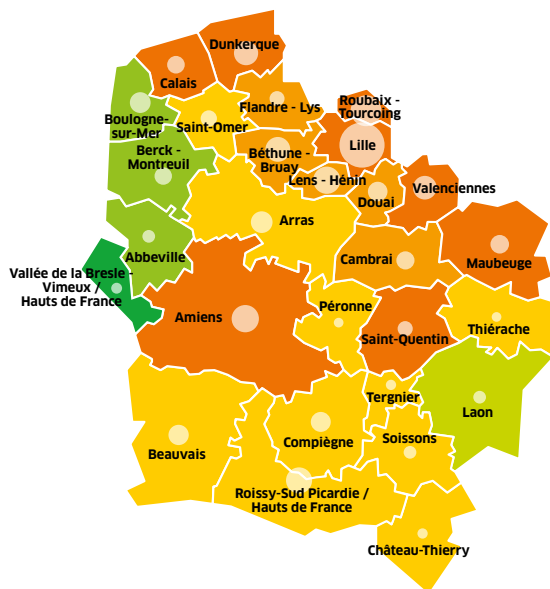 Dunkerque
Calais
Flandre - Lys
Roubaix -
Tourcoing
Boulogne-
sur-Mer
Saint-Omer
Lille
Berck -
Montreuil
Béthune -
Bruay
Lens - Hénin
Valenciennes
Douai
Arras
Abbeville
Cambrai
Maubeuge
Vallée de la Bresle -
Vimeux /
Hauts de France
Amiens
Péronne
Saint-Quentin
Thiérache
Tergnier
Laon
Compiègne
Soissons
Beauvais
Roissy-Sud Picardie /
Hauts de France
Château-Thierry